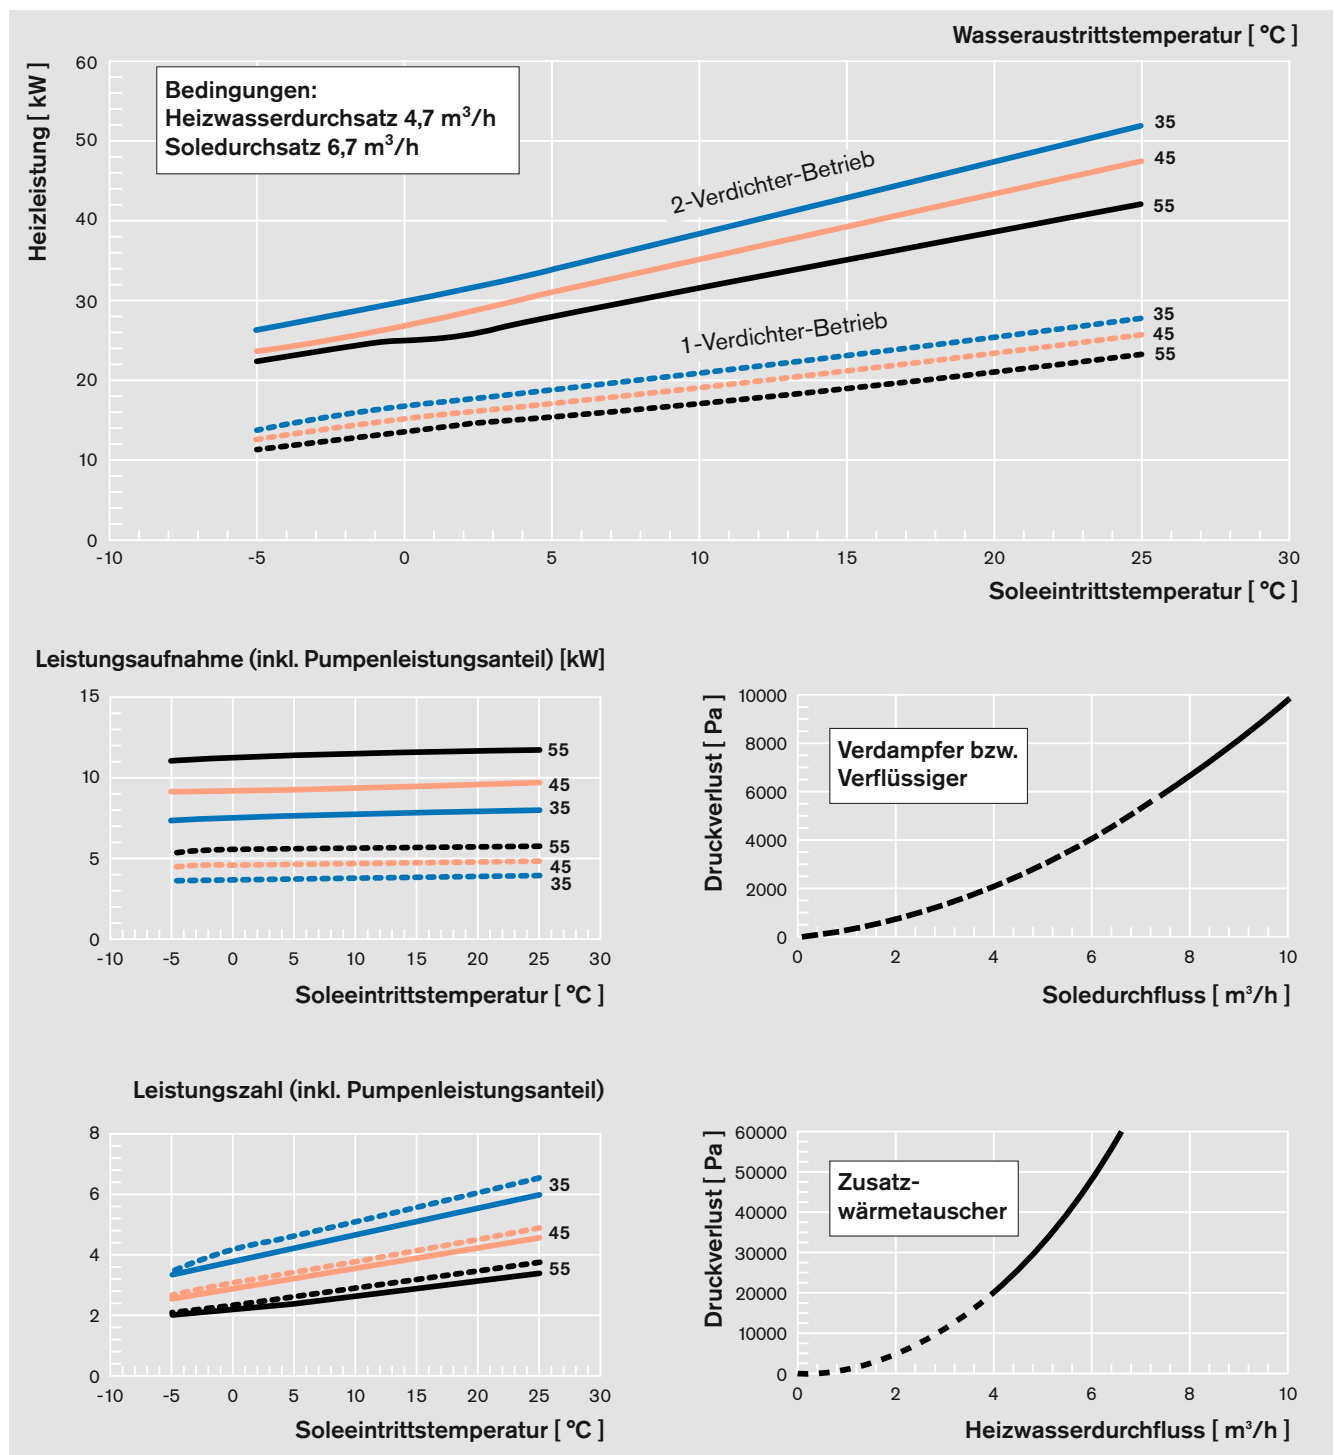 Wasseraustrittstemperatur [ °C ]
Heizleistung [ kW ]
Bedingungen:
Heizwasserdurchsatz 4,7 m³/h
Soledurchsatz 6,7 m³/h
60
50
40
30
20
10
0
2-Verdichter-Betrieb
35
45
55
1-Verdichter-Betrieb
35
45
55
-10 -5 0 5 10 15 20 25 30
Soleeintrittstemperatur [ °C ]
Leistungsaufnahme (inkl. Pumpenleistungsanteil) [kW]
15
10
5
0
55
45
35
55
45
35
-10 -5 0 5 10 15 20 25 30
Soleeintrittstemperatur [ °C ]
Druckverlust [ Pa ]
10000
8000
6000
4000
2000
0
Verdampfer bzw.
Verflüssiger
0 2 4 6 8 10
Soledurchfluss [ m³/h ]
Leistungszahl (inkl. Pumpenleistungsanteil)
8
6
4
2
0
35
45
55
-10 -5 0 5 10 15 20 25 30
Soleeintrittstemperatur [ °C ]
Druckverlust [ Pa ]
60000
50000
40000
30000
20000
10000
0
Zusatz-
wärmetauscher
0 2 4 6 8 10
Heizwasserdurchfluss [ m³/h ]